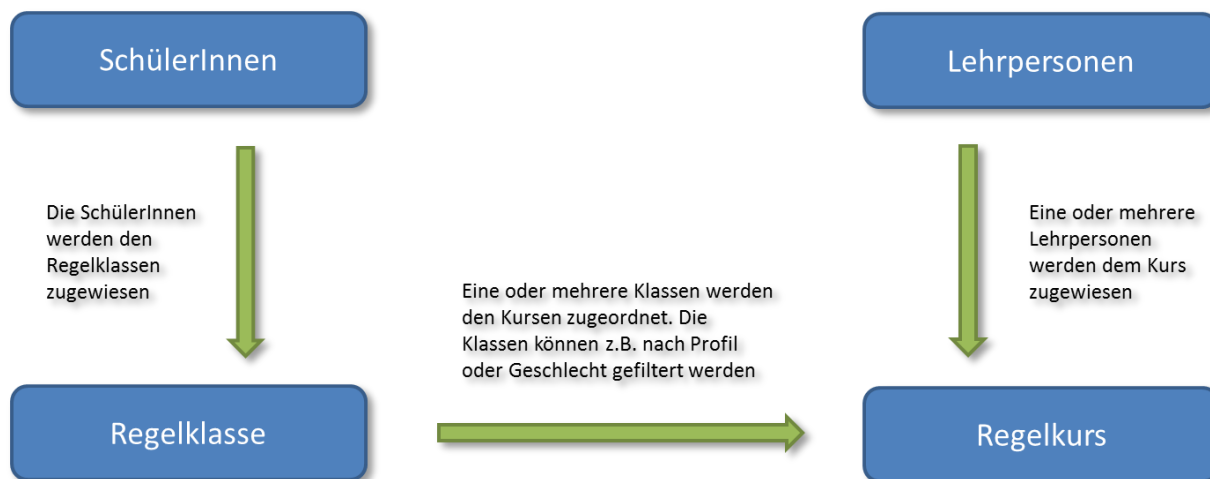 SchülerInnen
Lehrpersonen
Die SchülerInnen
werden den
Regelklassen
zugewiesen
Eine oder mehrere
Lehrpersonen
werden dem Kurs
zugewiesen
Eine oder mehrere Klassen werden
den Kursen zugeordnet. Die
Klassen können z.B. nach Profil
oder Geschlecht gefiltert werden
Regelklasse
Regelkurs